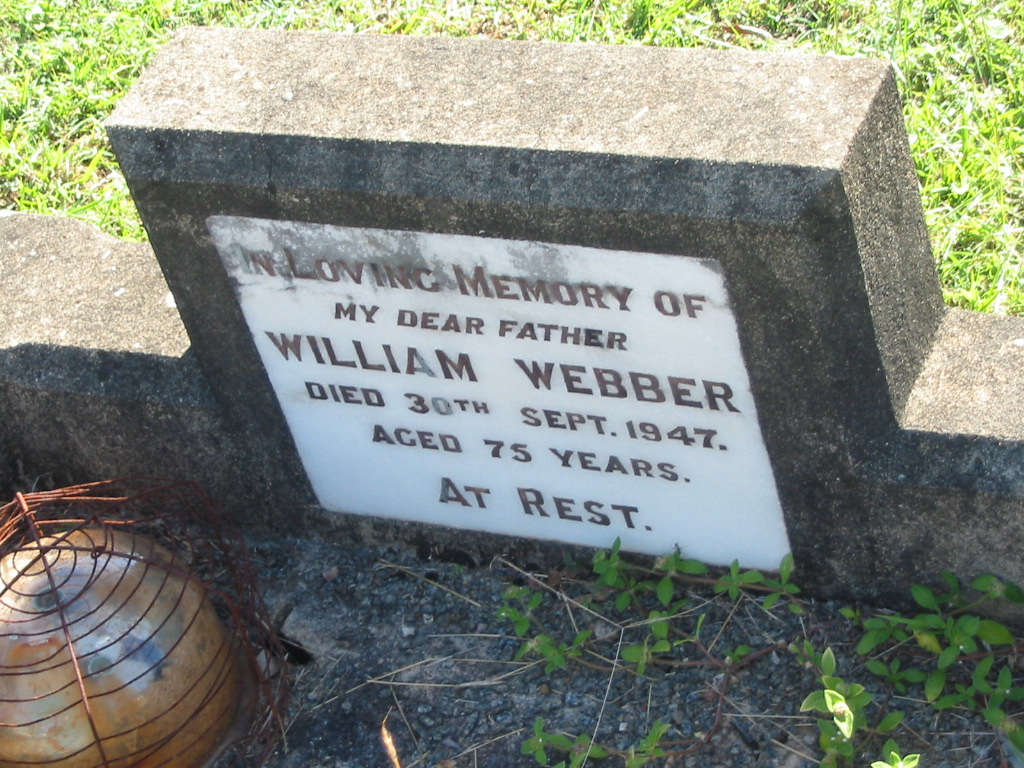 IN LOVING MEMORY OF
MY DEAR FATHER
WILLIAM WEBBER
DIED 30TH SEPT. 1947.
AGED 75 YEARS.
AT REST.